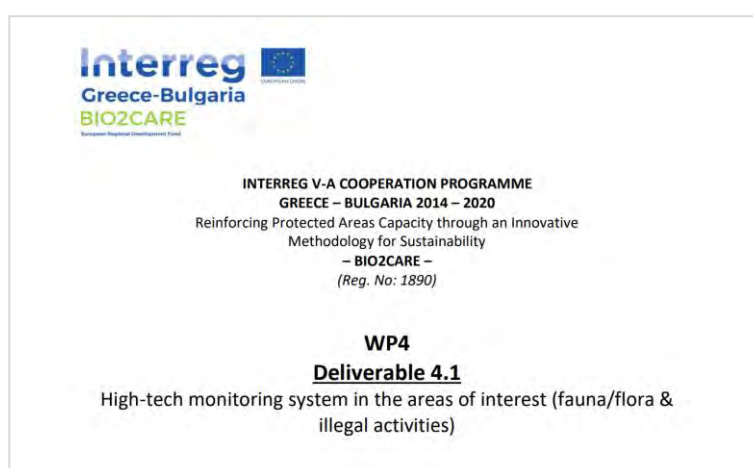 Interreg
EUROPEAN UNION
Greece-Bulgaria
BIO2CARE
European Regional Development Fund
INTERREG V-A COOPERATION PROGRAMME
GREECE – BULGARIA 2014 – 2020
Reinforcing Protected Areas Capacity through an Innovative
Methodology for Sustainability
– BIO2CARE –
(Reg. No: 1890)
WP4
Deliverable 4.1
High-tech monitoring system in the areas of interest (fauna/flora &
illegal activities)